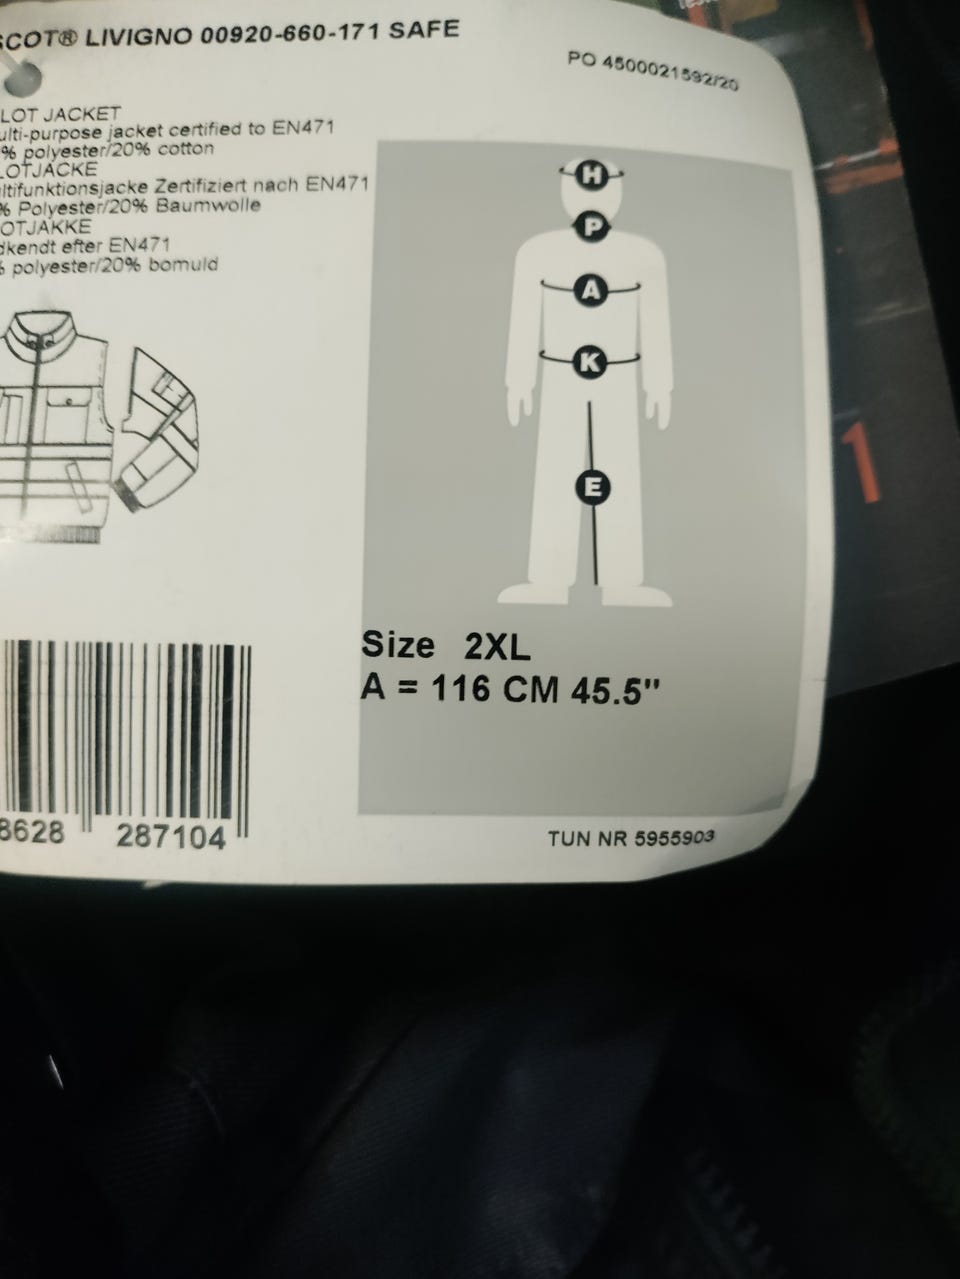 SCOT® LIVIGNO 00920-660-171 SAFE
PO 4500021592/20
LOT JACKET
ulti-purpose jacket certified to EN471
% polyester/20% cotton
LOTJACKE
ltifunktionsjacke Zertifiziert nach EN471
% Polyester/20% Baumwolle
OTJAKKE
dkendt efter EN471
% polyester/20% bomuld
H
P
A
K
E
1
Size 2XL
A = 116 CM 45.5"
8628 287104
TUN NR 5955903